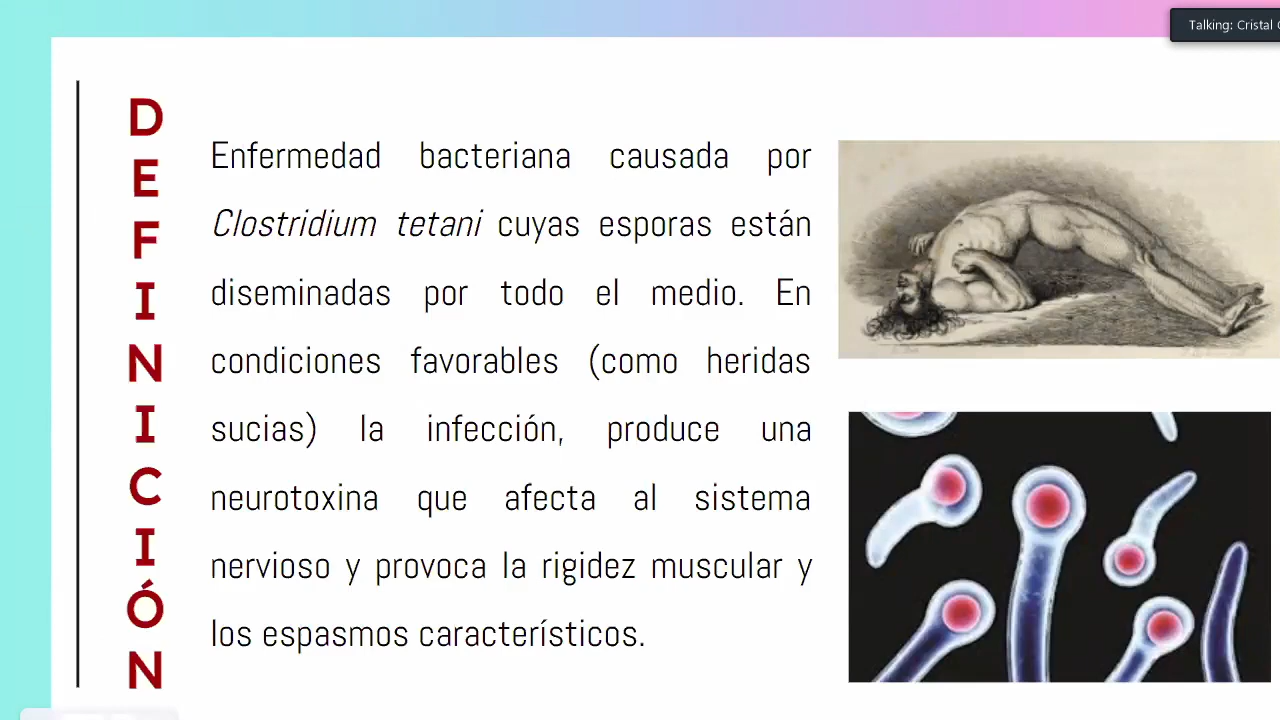 Talking: Cristal
DEFINICIÓN
Enfermedad bacteriana causada por
Clostridium tetani cuyas esporas están
diseminadas por todo el medio. En
condiciones favorables (como heridas
sucias) la infección, produce una
neurotoxina que afecta al sistema
nervioso y provoca la rigidez muscular y
los espasmos característicos.